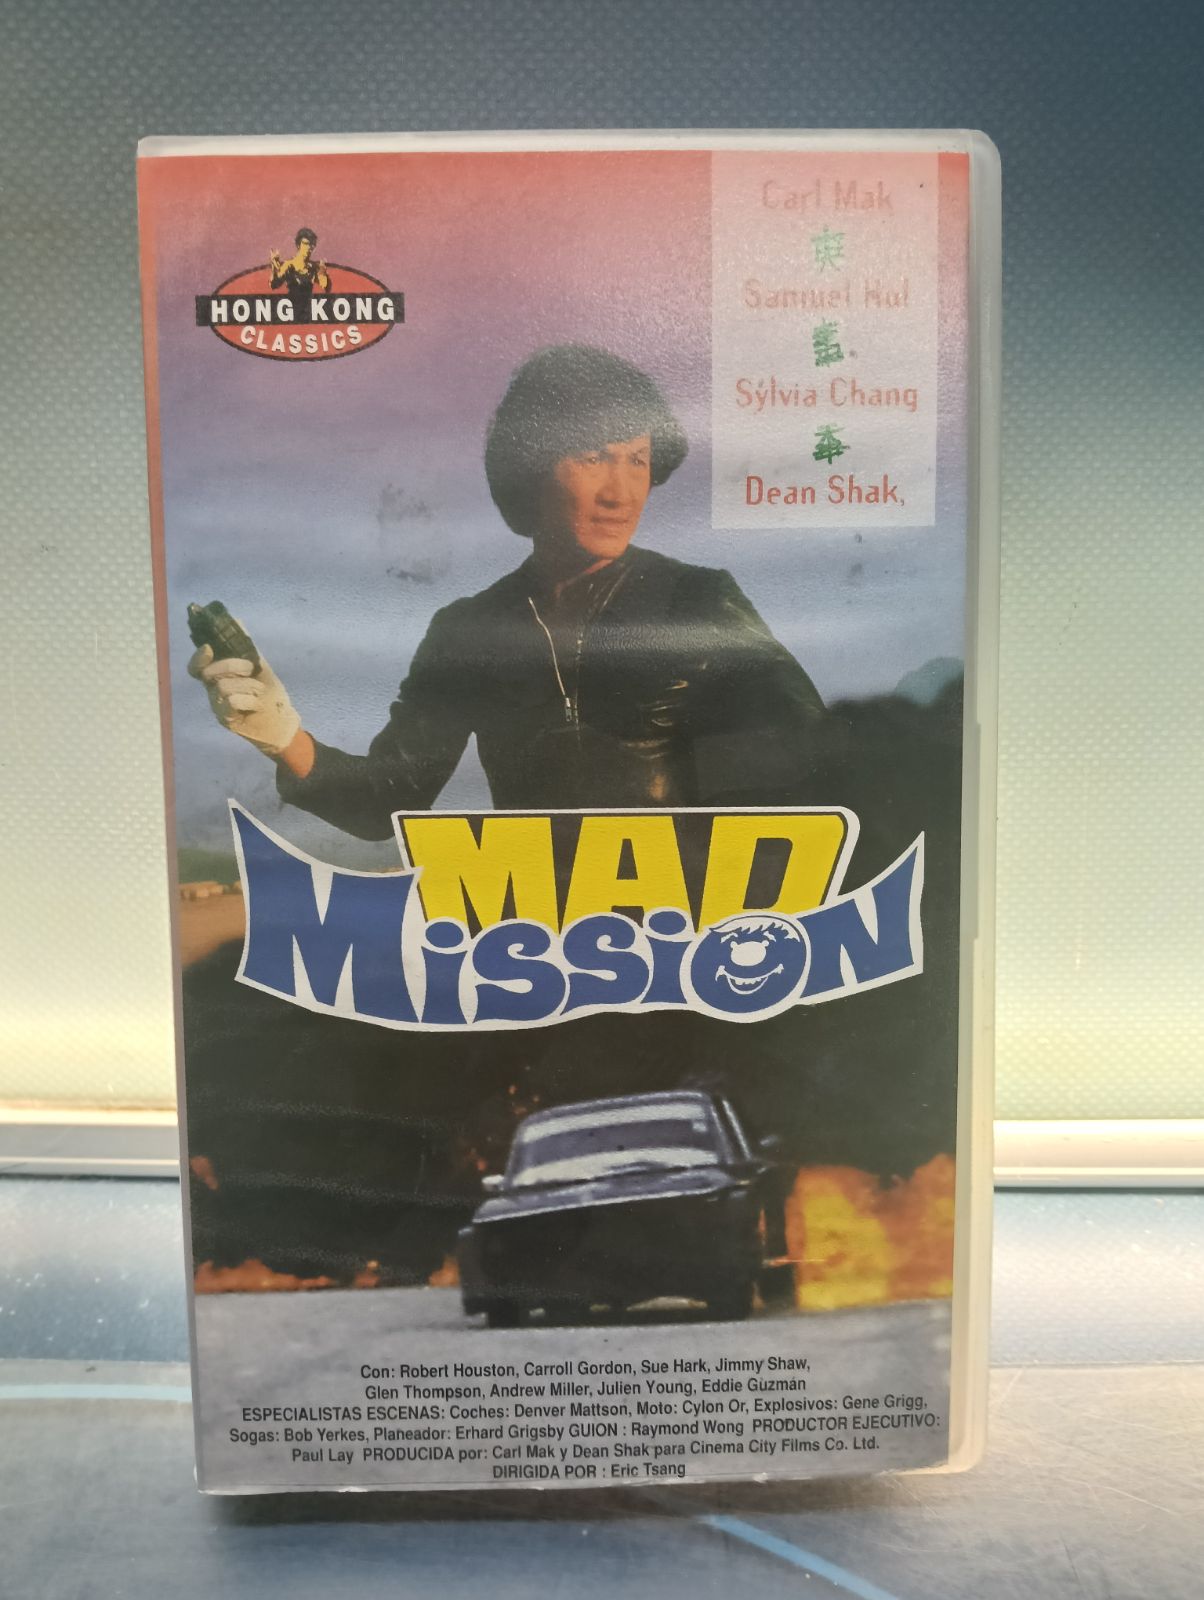 HONG KONG
CLASSICS
Carl Mak
Samuel Hui
Sylvia Chang
Dean Shak,
MAD
MiSSiON
Con: Robert Houston, Carroll Gordon, Sue Hark, Jimmy Shaw,
Glen Thompson, Andrew Miller, Julien Young, Eddie Guzmán
ESPECIALISTAS ESCENAS: Coches: Denver Mattson, Moto: Cylon Or, Explosivos: Gene Grigg,
Sogas: Bob Yerkes, Planeador: Erhard Grigsby GUION : Raymond Wong PRODUCTOR EJECUTIVO:
Paul Lay PRODUCIDA por: Carl Mak y Dean Shak para Cinema City Films Co. Ltd.
DIRIGIDA POR : Eric Tsang